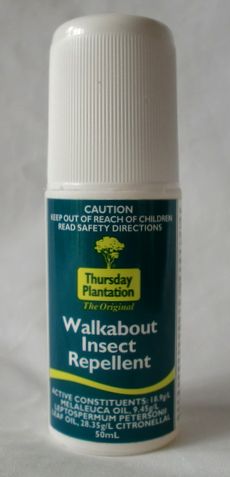 CAUTION
KEEP OUT OF REACH OF CHILDREN
READ SAFETY DIRECTIONS
Thursday
Plantation
The Original
Walkabout
Insect
Repellent
ACTIVE CONSTITUENTS: 18.9g/L
MELALEUCA OIL, 9.45g/L
LEPTOSPERMUM PETERSONII
LEAF OIL, 28.35g/L CITRONELLAL
50mL